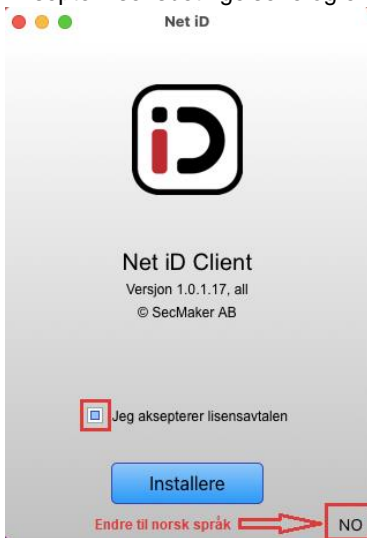 Net iD
iD
Net iD Client
Versjon 1.0.1.17, all
© SecMaker AB
Jeg aksepterer lisensavtalen
Installere
Endre til norsk språk
NO